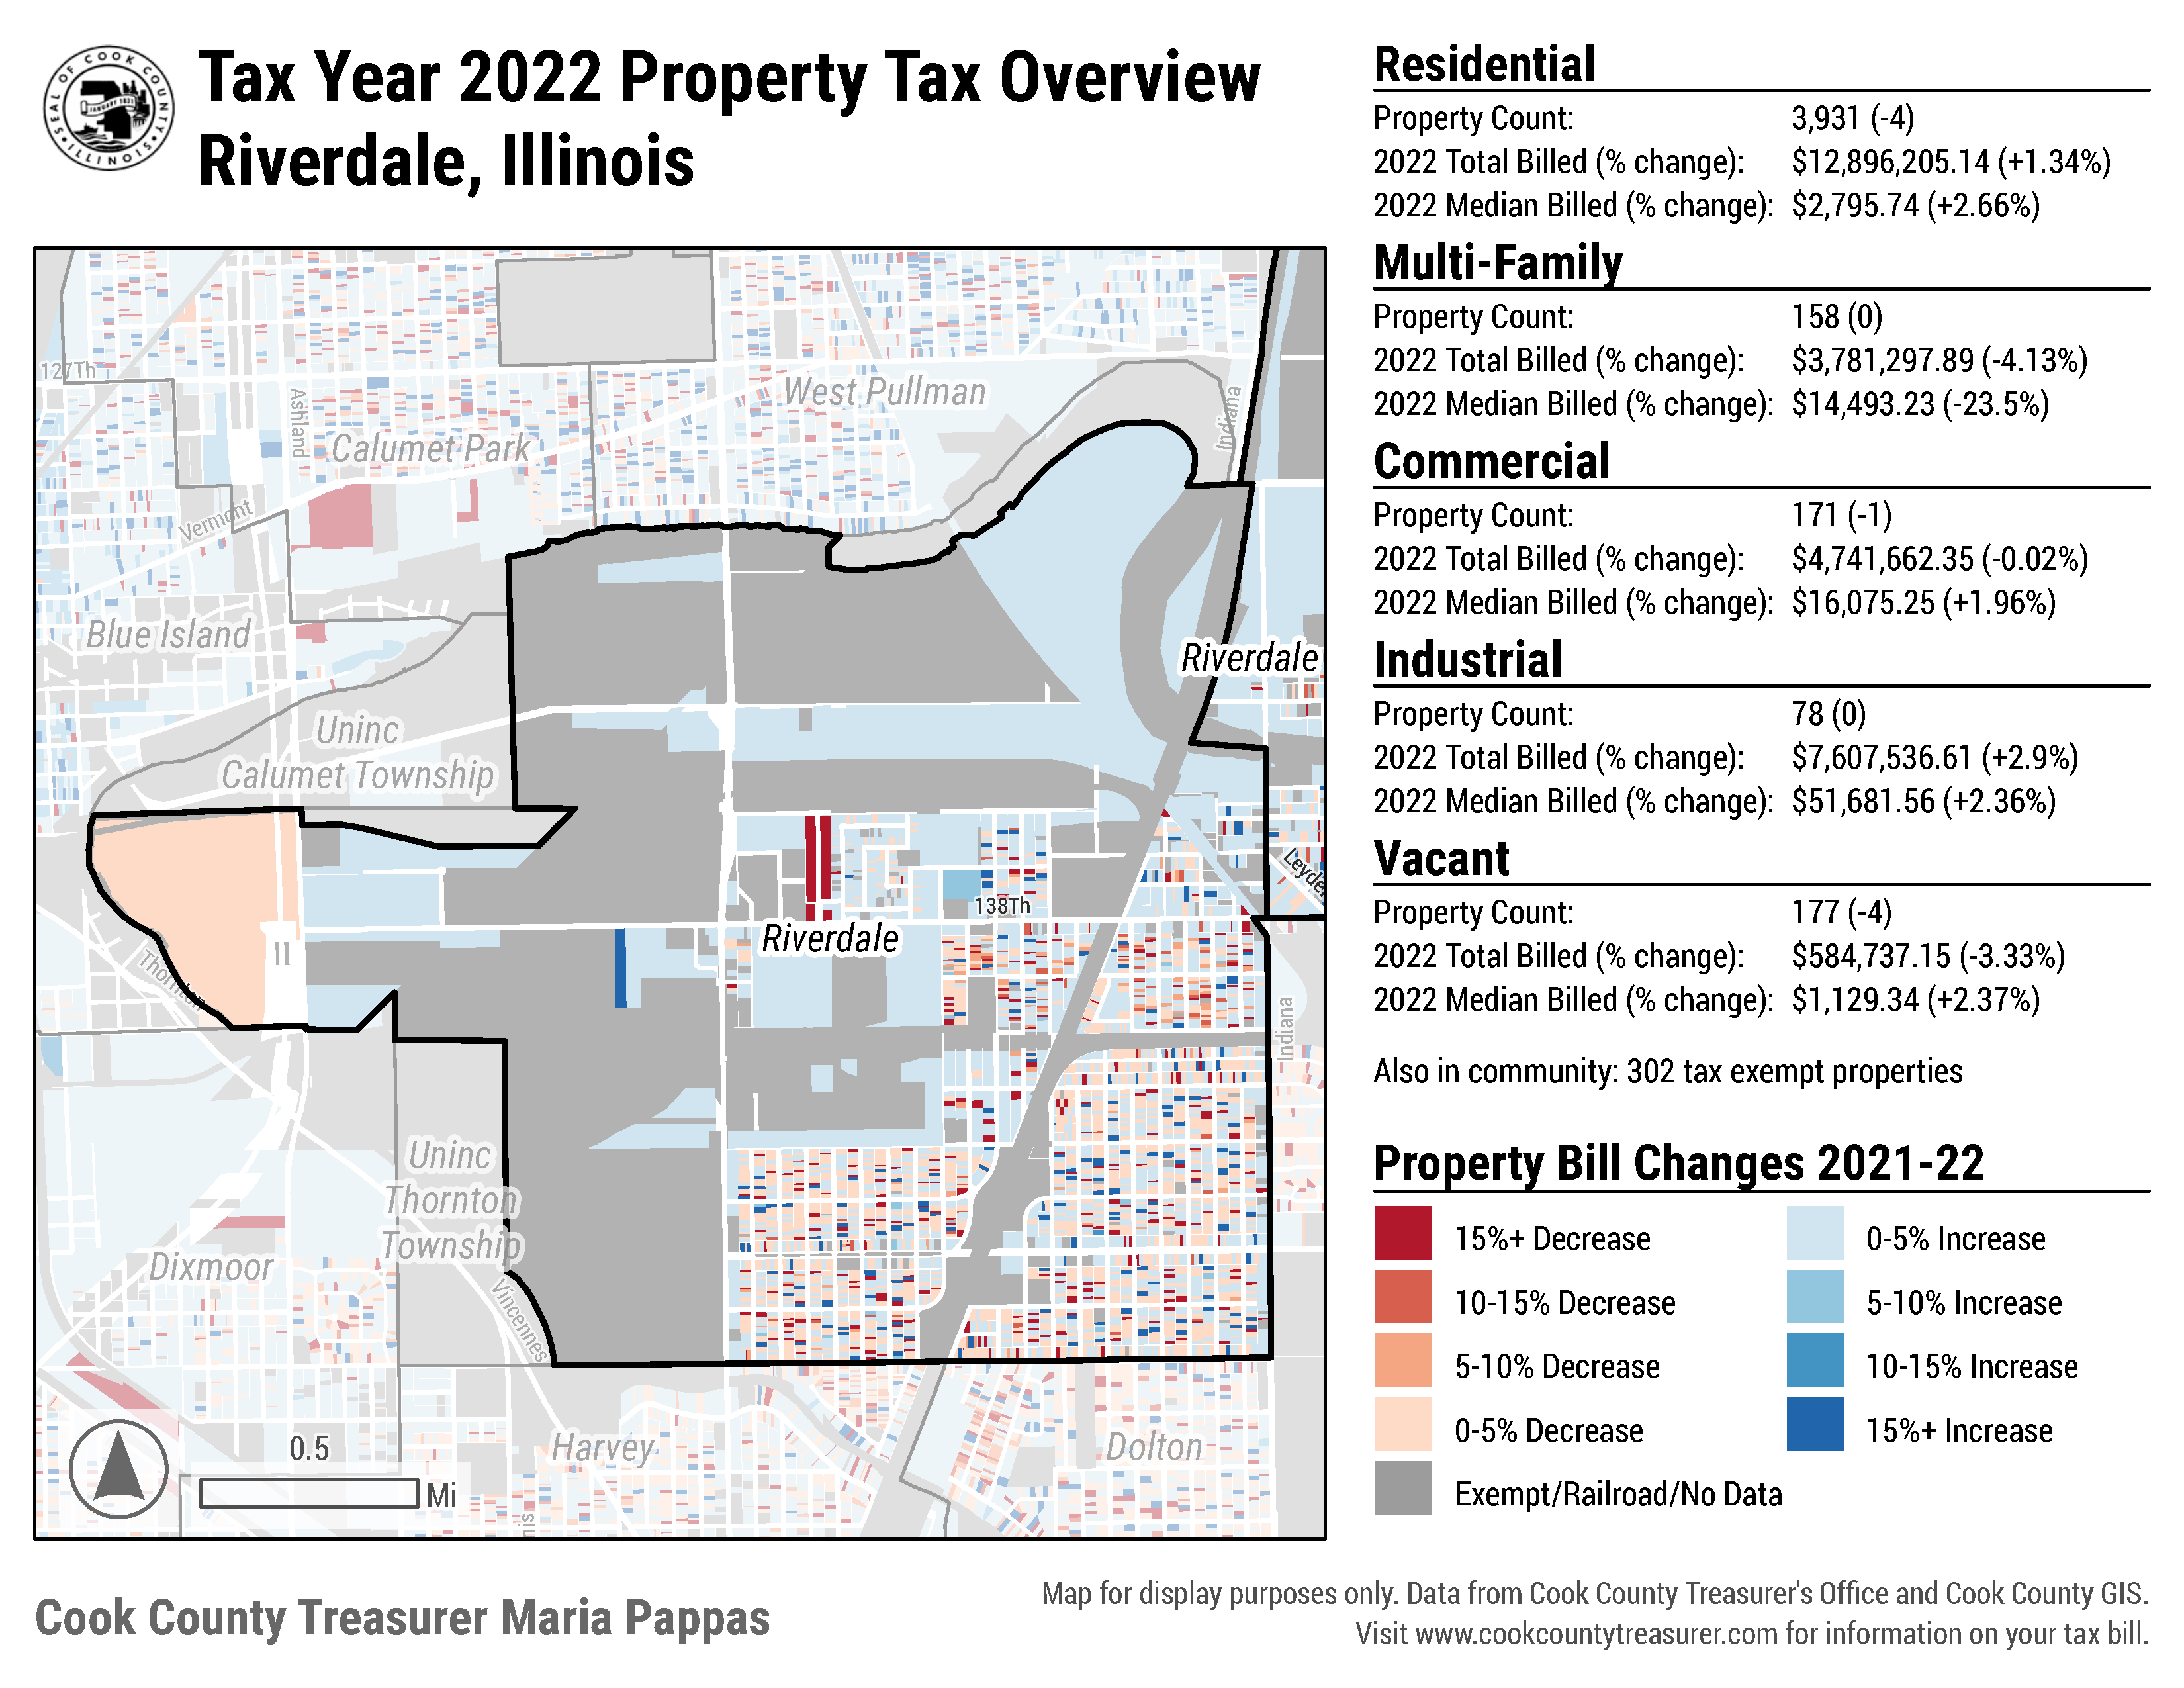 SEAL OF COOK COUNTY
JANUARY 1831
ILLINOIS
Tax Year 2022 Property Tax Overview
Riverdale, Illinois
127Th
Ashland
Calumet Park
West Pullman
Indiana
Vermont
Blue Island
Riverdale
Uninc
Calumet Township
Leyden
138Th
Riverdale
Thornton
Indiana
Uninc
Thornton
Township
Dixmoor
Vincennes
Harvey
Dolton
0.5
Mi
Residential
Property Count: 3,931 (-4)
2022 Total Billed (% change): $12,896,205.14 (+1.34%)
2022 Median Billed (% change): $2,795.74 (+2.66%)
Multi-Family
Property Count: 158 (0)
2022 Total Billed (% change): $3,781,297.89 (-4.13%)
2022 Median Billed (% change): $14,493.23 (-23.5%)
Commercial
Property Count: 171 (-1)
2022 Total Billed (% change): $4,741,662.35 (-0.02%)
2022 Median Billed (% change): $16,075.25 (+1.96%)
Industrial
Property Count: 78 (0)
2022 Total Billed (% change): $7,607,536.61 (+2.9%)
2022 Median Billed (% change): $51,681.56 (+2.36%)
Vacant
Property Count: 177 (-4)
2022 Total Billed (% change): $584,737.15 (-3.33%)
2022 Median Billed (% change): $1,129.34 (+2.37%)
Also in community: 302 tax exempt properties
Property Bill Changes 2021-22
15%+ Decrease
0-5% Increase
10-15% Decrease
5-10% Increase
5-10% Decrease
10-15% Increase
0-5% Decrease
15%+ Increase
Exempt/Railroad/No Data
Cook County Treasurer Maria Pappas
Map for display purposes only. Data from Cook County Treasurer's Office and Cook County GIS.
Visit www.cookcountytreasurer.com for information on your tax bill.